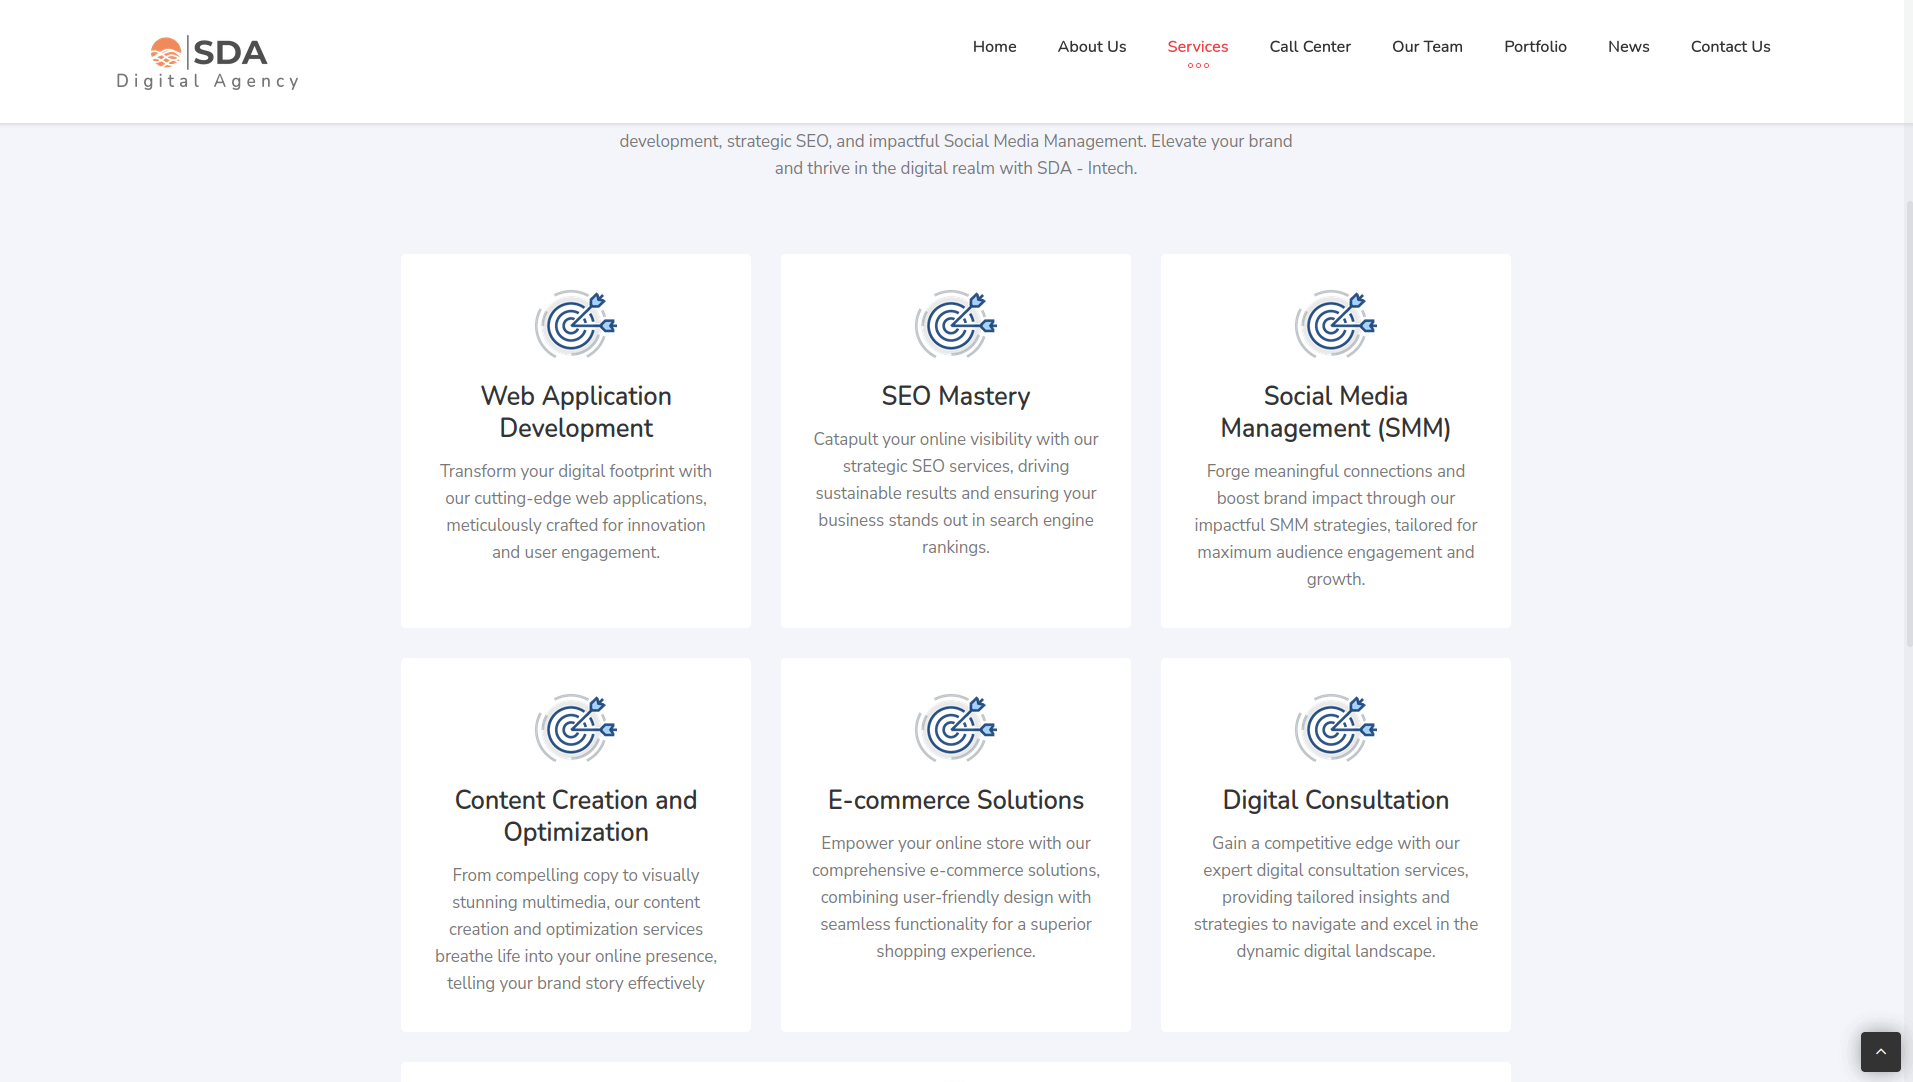 SDA
Digital Agency
Home
About Us
Services
Call Center
Our Team
Portfolio
News
Contact Us
development, strategic SEO, and impactful Social Media Management. Elevate your brand
and thrive in the digital realm with SDA - Intech.
Web Application
Development
Transform your digital footprint with
our cutting-edge web applications,
meticulously crafted for innovation
and user engagement.
SEO Mastery
Catapult your online visibility with our
strategic SEO services, driving
sustainable results and ensuring your
business stands out in search engine
rankings.
Social Media
Management (SMM)
Forge meaningful connections and
boost brand impact through our
impactful SMM strategies, tailored for
maximum audience engagement and
growth.
Content Creation and
Optimization
From compelling copy to visually
stunning multimedia, our content
creation and optimization services
breathe life into your online presence,
telling your brand story effectively
E-commerce Solutions
Empower your online store with our
comprehensive e-commerce solutions,
combining user-friendly design with
seamless functionality for a superior
shopping experience.
Digital Consultation
Gain a competitive edge with our
expert digital consultation services,
providing tailored insights and
strategies to navigate and excel in the
dynamic digital landscape.